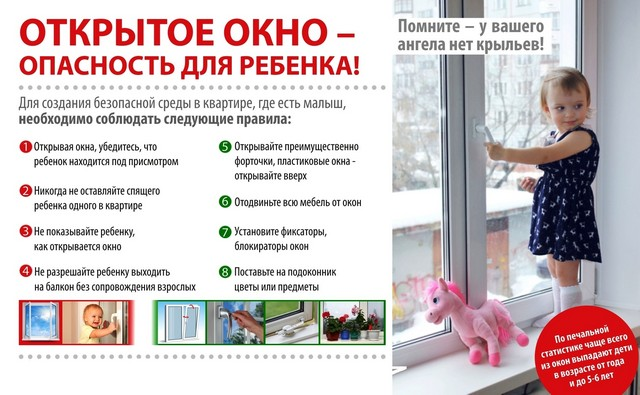 ОТКРЫТОЕ ОКНО –
ОПАСНОСТЬ ДЛЯ РЕБЕНКА!
Для создания безопасной среды в квартире, где есть малыш,
необходимо соблюдать следующие правила:
1 Открывая окна, убедитесь, что
ребенок находится под присмотром
2 Никогда не оставляйте спящего
ребенка одного в квартире
3 Не показывайте ребенку,
как открывается окно
4 Не разрешайте ребенку выходить
на балкон без сопровождения взрослых
5 Открывайте преимущественно
форточки, пластиковые окна -
открывайте вверх
6 Отодвиньте всю мебель от окон
7 Установите фиксаторы,
блокираторы окон
8 Поставьте на подоконник
цветы или предметы
Помните – у вашего
ангела нет крыльев!
По печальной
статистике чаще всего
из окон выпадают дети
в возрасте от года
и до 5-6 лет